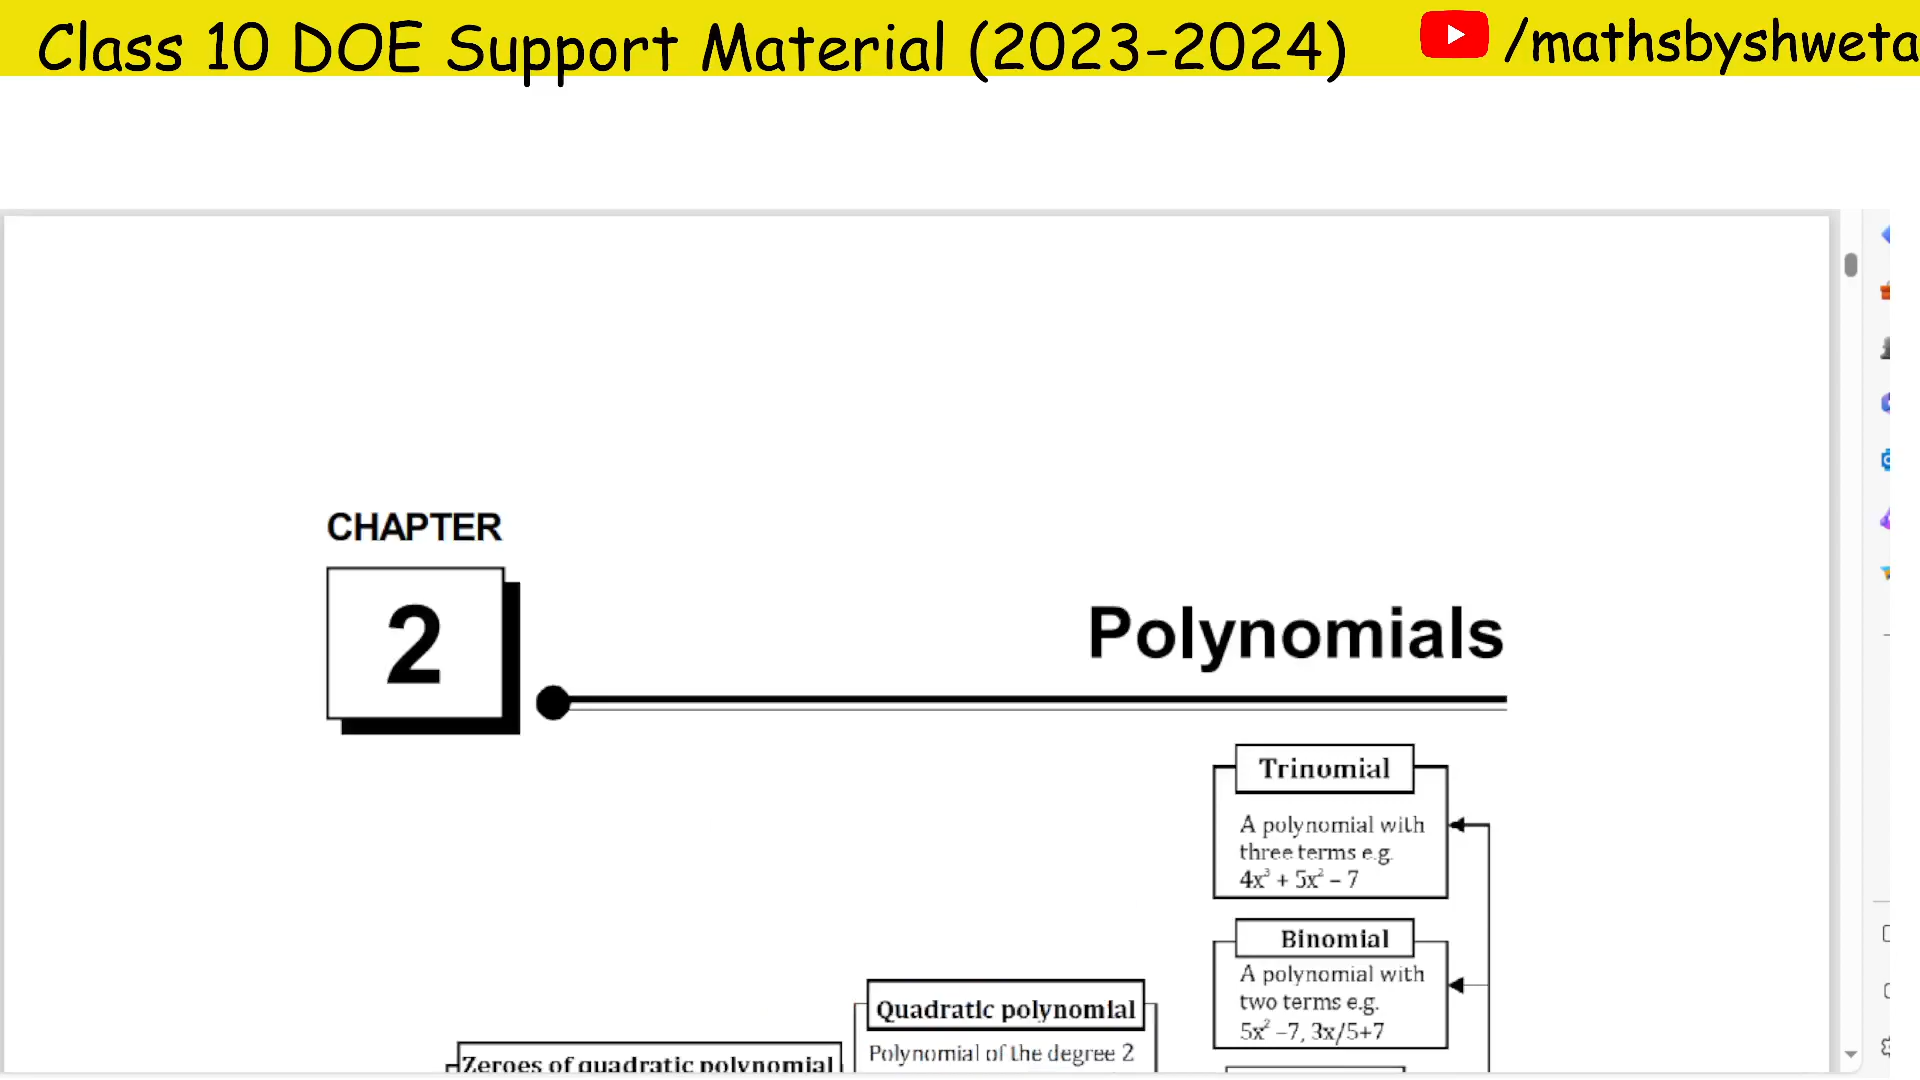 Class 10 DOE Support Material (2023-2024)
/mathsbyshweta
CHAPTER
2
Polynomials
Trinomial
A polynomial with
three terms e.g.
4x³ + 5x² – 7
Binomial
A polynomial with
two terms e.g.
5x² –7, 3x/5+7
Quadratic polynomial
Polynomial of the degree 2
Zeroes of quadratic polynomial